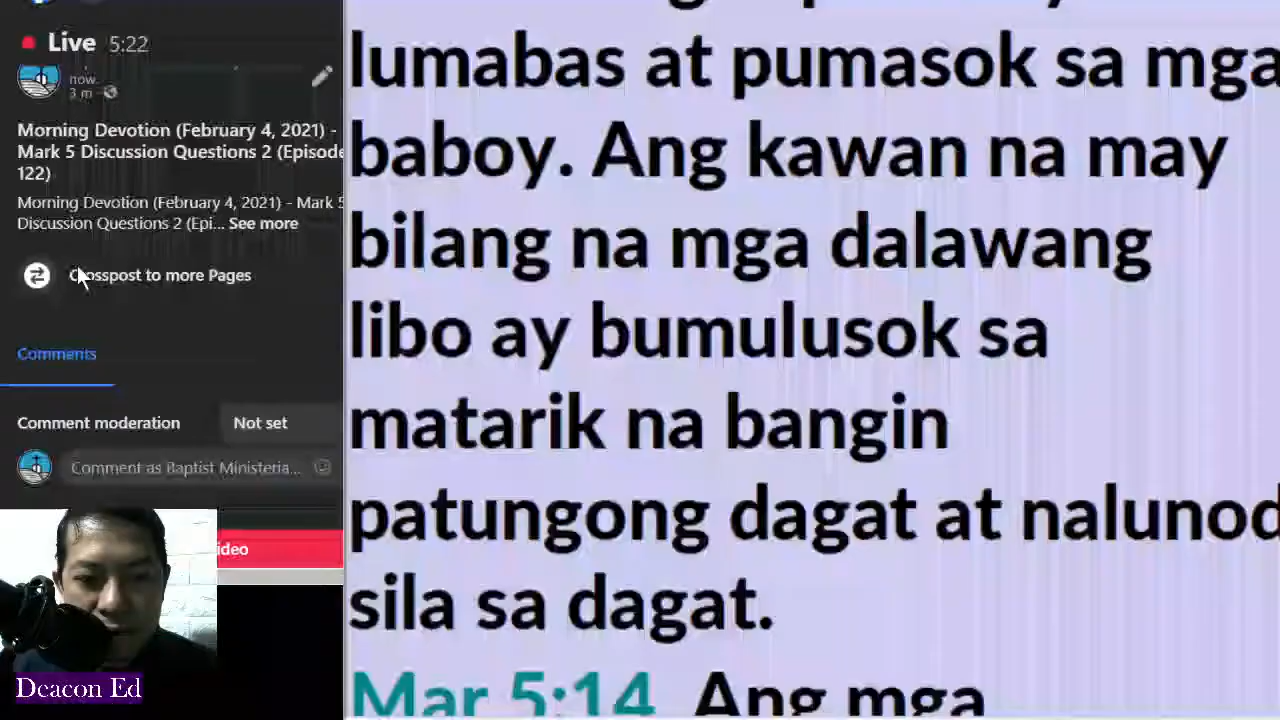 Live 5:22
now.
3 m
Morning Devotion (February 4, 2021) -
Mark 5 Discussion Questions 2 (Episode
122)
Morning Devotion (February 4, 2021) - Mark 5
Discussion Questions 2 (Epi... See more
Crosspost to more Pages
Comments
Comment moderation Not set
Comment as Baptist Ministeria...
ideo
Deacon Ed
lumabas at pumasok sa mga
baboy. Ang kawan na may
bilang na mga dalawang
libo ay bumulusok sa
matarik na bangin
patungong dagat at nalunod
sila sa dagat.
Mar 5:14 Ang mga